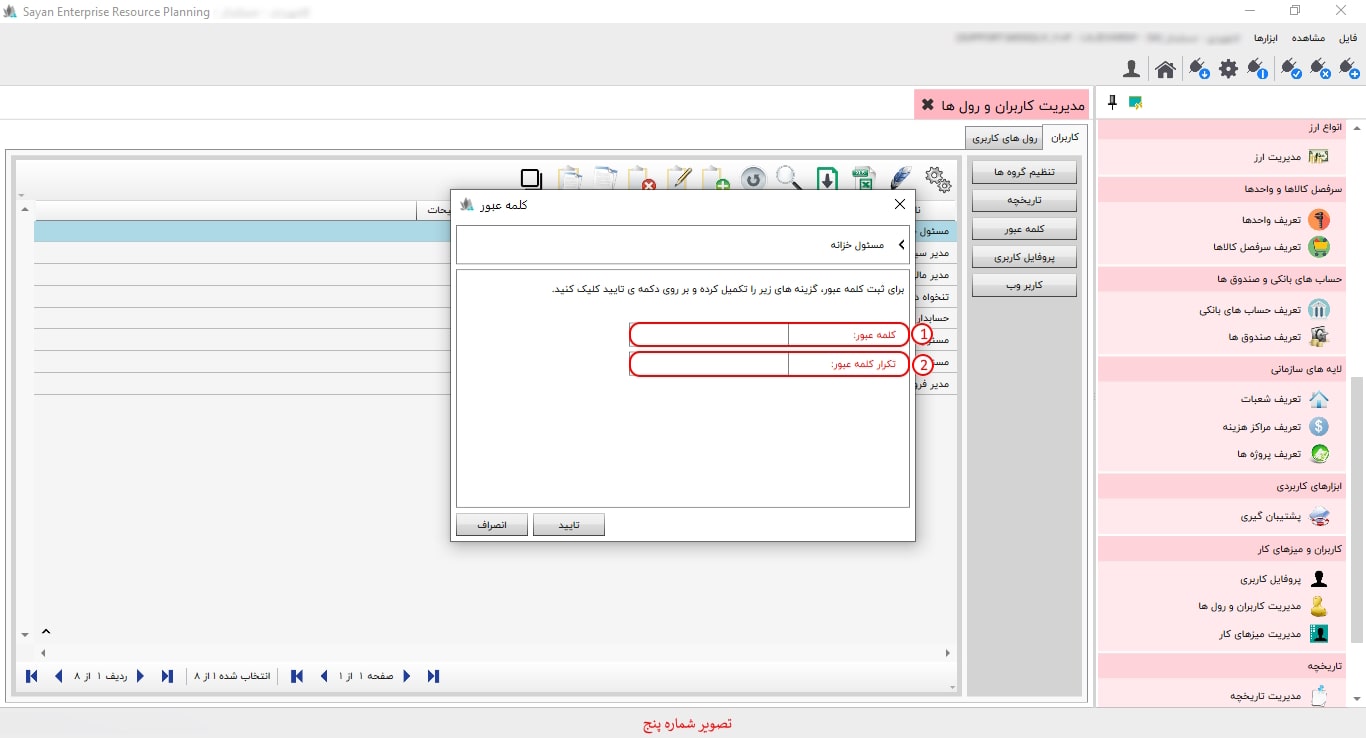 Sayan Enterprise Resource Planning
فایل
مشاهده
ابزارها
مدیریت کاربران و رول ها
کاربران
رول های کاربری
تنظیم گروه ها
تاریخچه
کلمه عبور
پروفایل کاربری
کاربر وب
مسئول
مدیر
تنخواه
حسابدار
مدیر
کلمه عبور
مسئول خزانه
برای ثبت کلمه عبور، گزینه های زیر را تکمیل کرده و بر روی دکمه ی تایید کلیک کنید.
1
کلمه عبور:
2
تکرار کلمه عبور:
تایید
انصراف
صفحه ۱ از ۱
انتخاب شده ۱ از ۸
ردیف ۱ از ۸
انواع ارز
مدیریت ارز
سرفصل کالاها و واحدها
تعریف واحدها
تعریف سرفصل کالاها
حساب های بانکی و صندوق ها
تعریف حساب های بانکی
تعریف صندوق ها
لایه های سازمانی
تعریف شعبات
تعریف مراکز هزینه
تعریف پروژه ها
ابزارهای کاربردی
پشتیبان گیری
کاربران و میزهای کار
پروفایل کاربری
مدیریت کاربران و رول ها
مدیریت میزهای کار
تاریخچه
مدیریت تاریخچه
تصویر شماره پنج